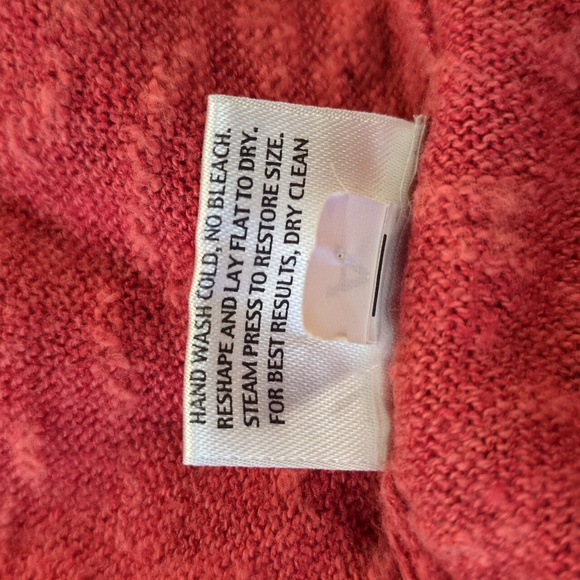 HAND WASH COLD, NO BLEACH.
RESHAPE AND LAY FLAT TO DRY.
STEAM PRESS TO RESTORE SIZE.
FOR BEST RESULTS, DRY CLEAN